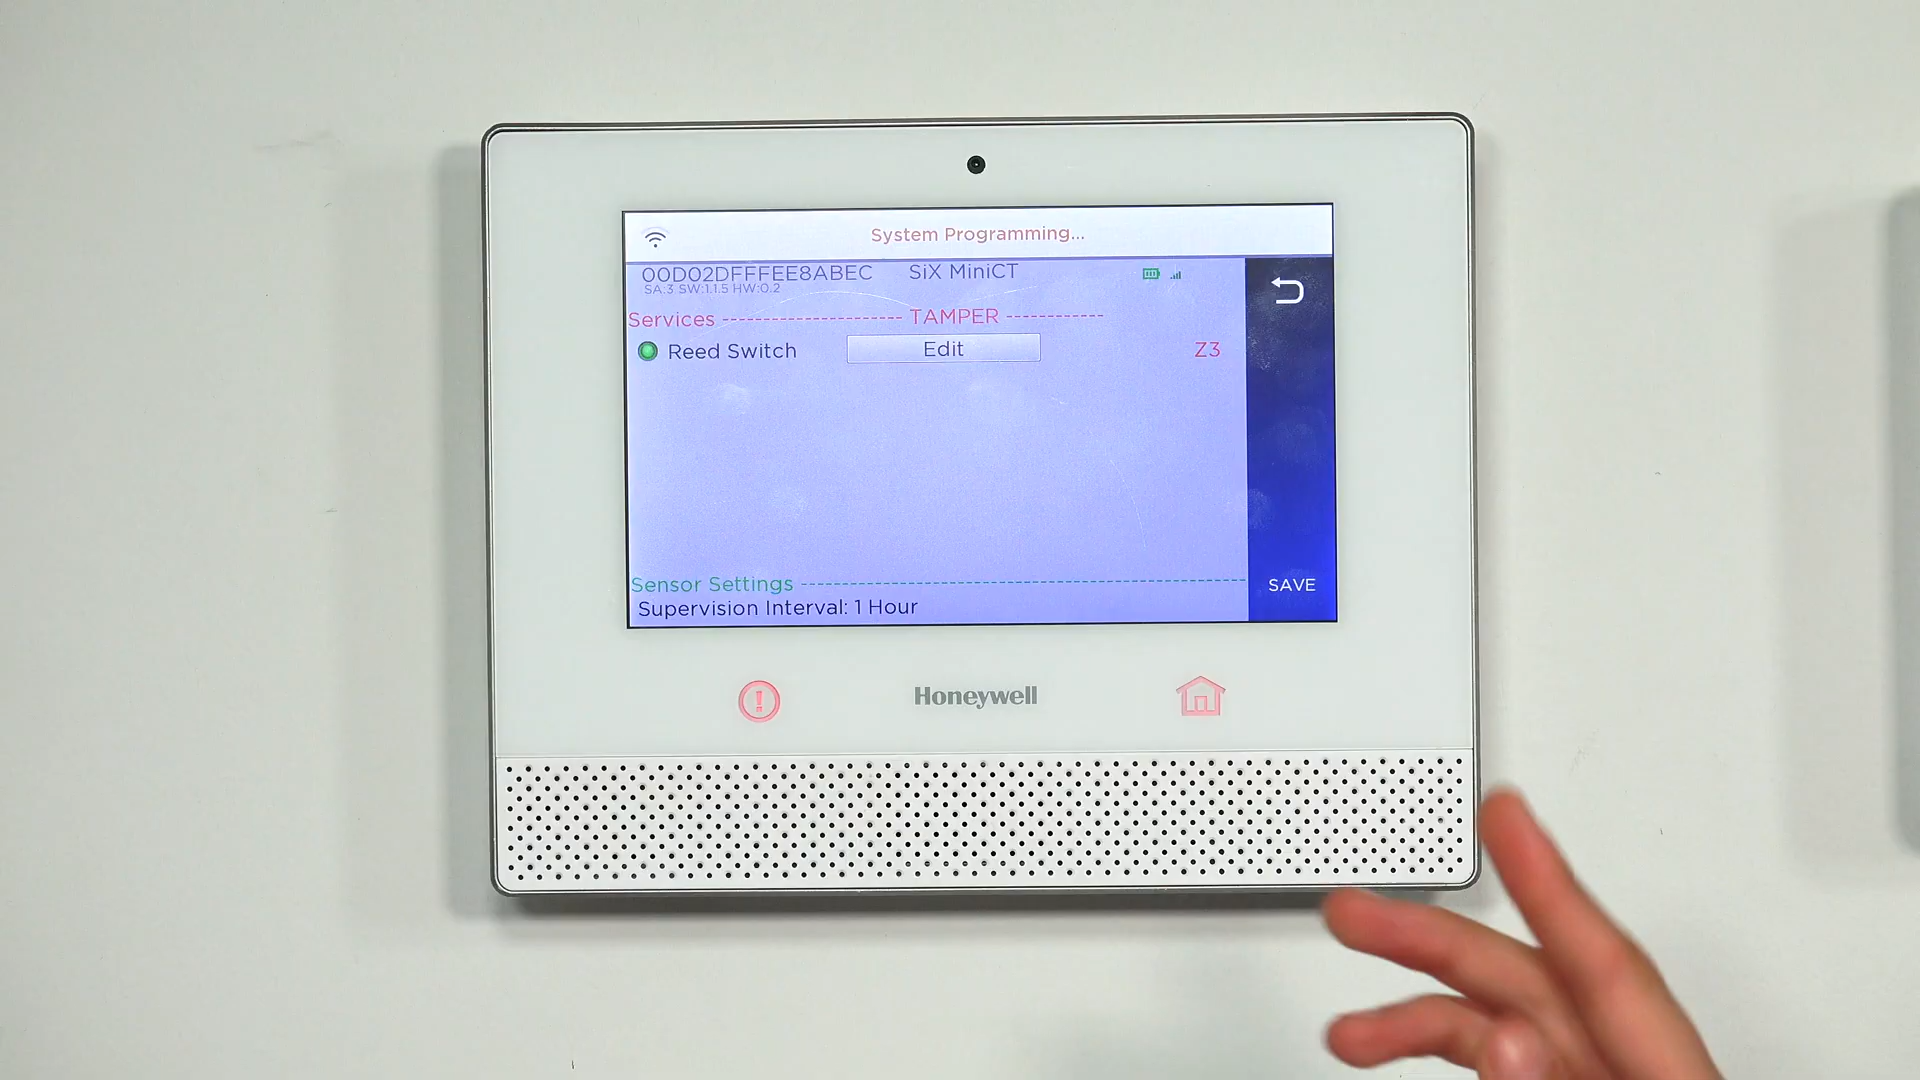 System Programming...
00D02DFFFEE8ABEC SiX MiniCT
SA:3 SW:1.1.5 HW:0.2
Services ---------------------- TAMPER ------------
Reed Switch Edit Z3
Sensor Settings ------------------------------------------------
Supervision Interval: 1 Hour
SAVE
Honeywell